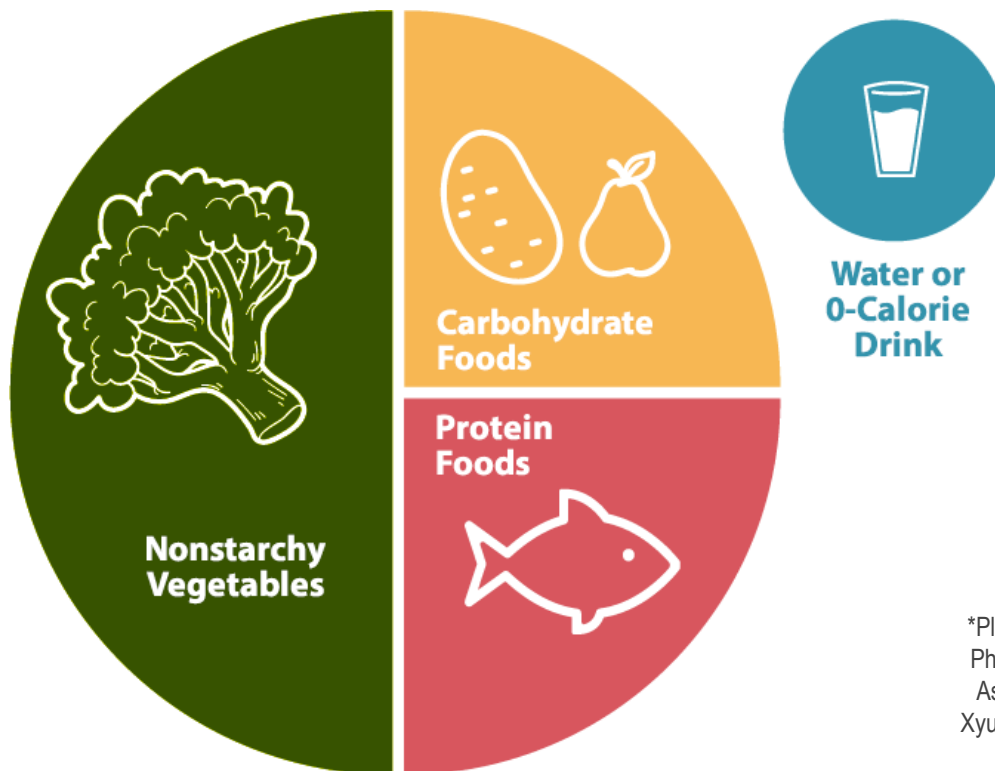 Carbohydrate
Foods
Protein
Foods
Nonstarchy
Vegetables
Water or
0-Calorie
Drink